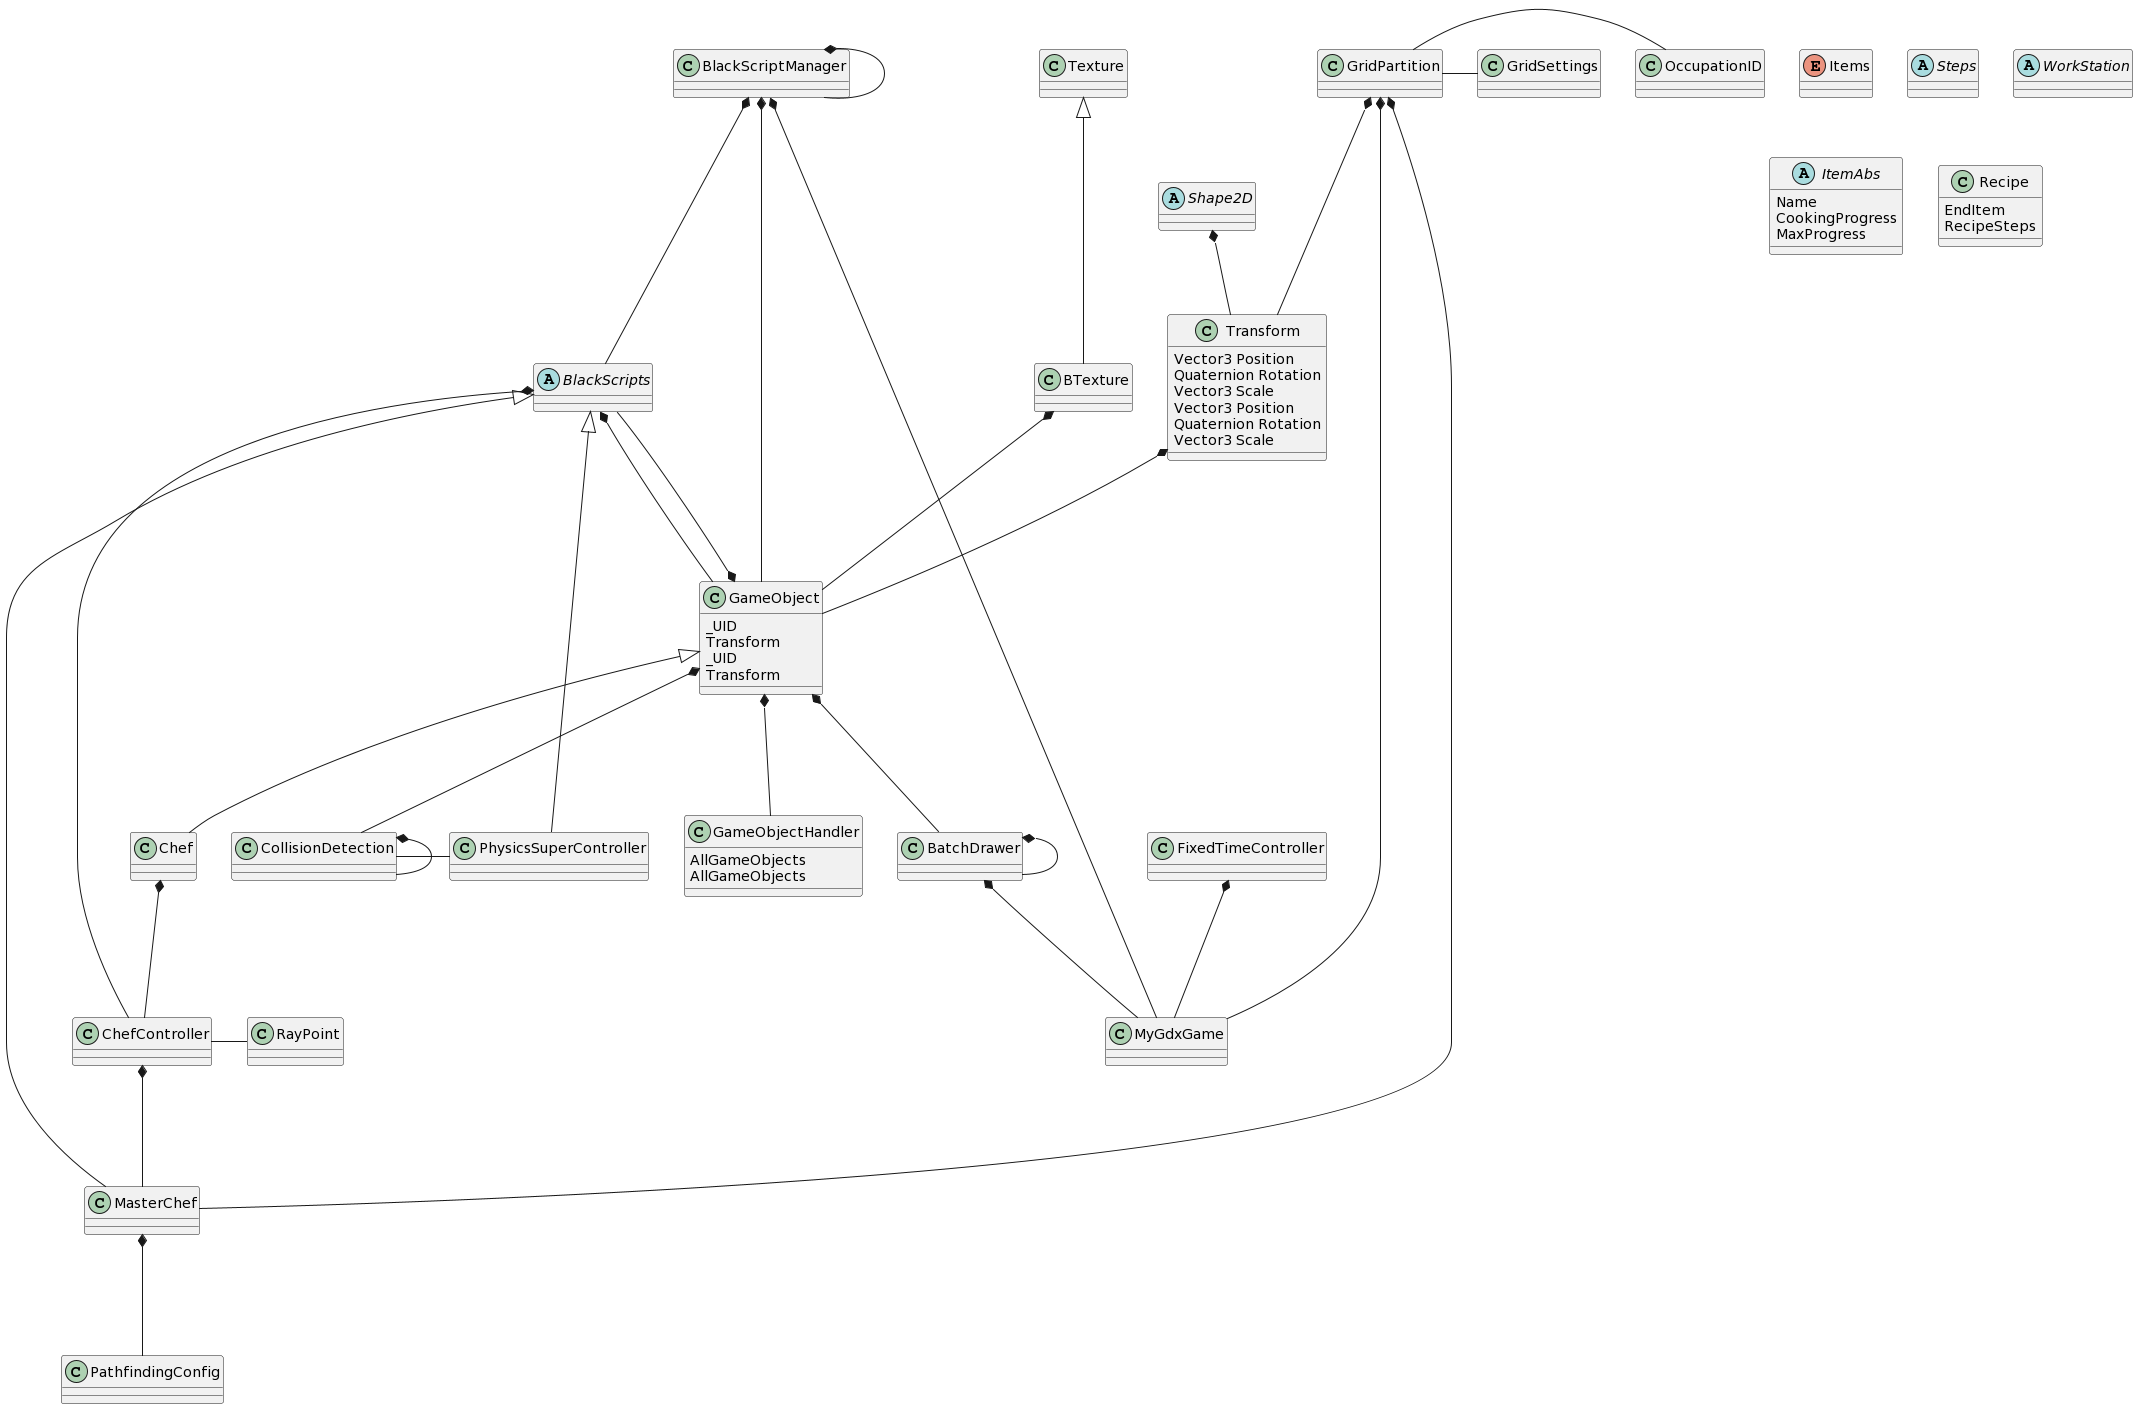 C BlackScriptManager
C Texture
C GridPartition
C GridSettings
C OccupationID
E Items
A Steps
A WorkStation
A ItemAbs
Name
CookingProgress
MaxProgress
C Recipe
EndItem
RecipeSteps
A Shape2D
C Transform
Vector3 Position
Quaternion Rotation
Vector3 Scale
Vector3 Position
Quaternion Rotation
Vector3 Scale
A BlackScripts
C BTexture
C GameObject
_UID
Transform
_UID
Transform
C Chef
C CollisionDetection
C PhysicsSuperController
C GameObjectHandler
AllGameObjects
AllGameObjects
C BatchDrawer
C FixedTimeController
C ChefController
C RayPoint
C MyGdxGame
C MasterChef
C PathfindingConfig